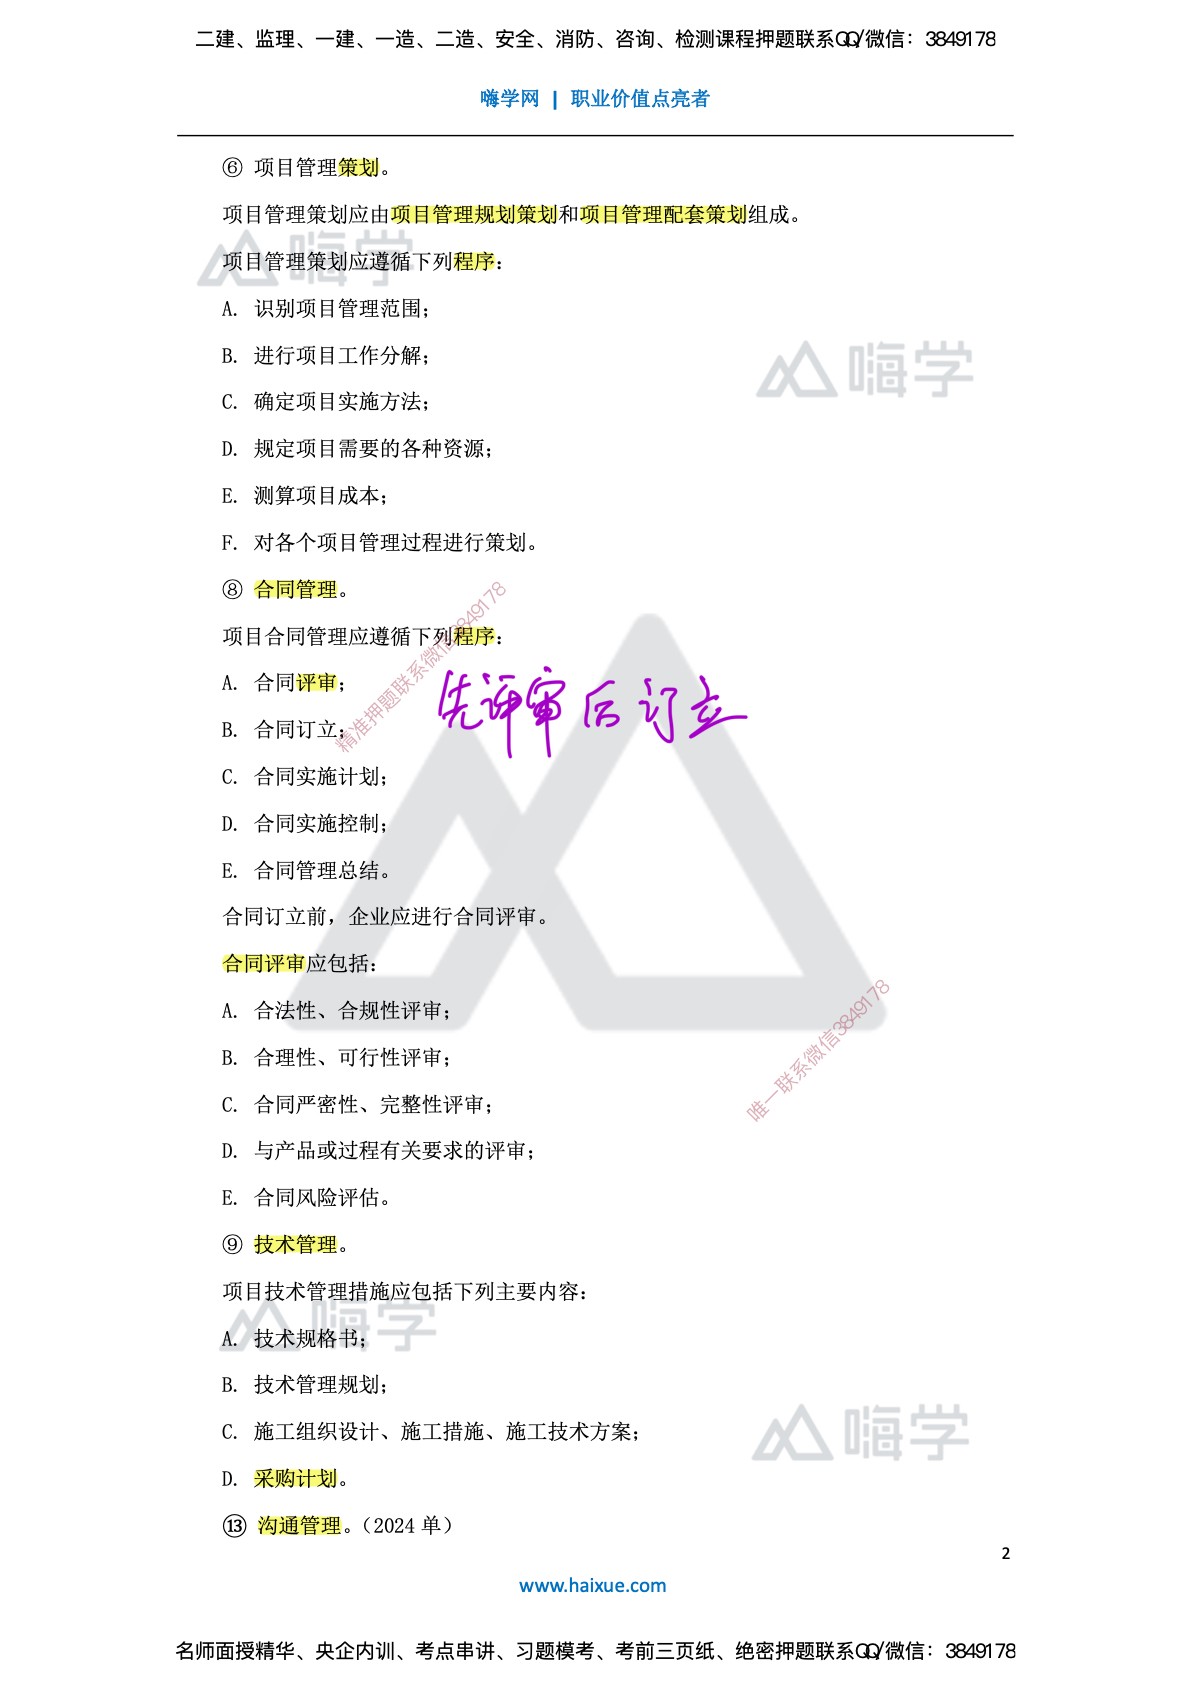 二建、监理、一建、一造、二造、安全、消防、咨询、检测课程押题联系QQ/微信：3849178
嗨学网 | 职业价值点亮者
⑥ 项目管理策划。
项目管理策划应由项目管理规划策划和项目管理配套策划组成。
嗨学
项目管理策划应遵循下列程序：
A. 识别项目管理范围；
B. 进行项目工作分解；
嗨学
C. 确定项目实施方法；
D. 规定项目需要的各种资源；
E. 测算项目成本；
F. 对各个项目管理过程进行策划。
⑧ 合同管理。
项目合同管理应遵循下列程序：
精准押题联系微信3849178
A. 合同评审；
先评审后订立
B. 合同订立；
C. 合同实施计划；
D. 合同实施控制；
E. 合同管理总结。
合同订立前，企业应进行合同评审。
合同评审应包括：
A. 合法性、合规性评审；
B. 合理性、可行性评审；
唯一联系微信3849178
C. 合同严密性、完整性评审；
D. 与产品或过程有关要求的评审；
E. 合同风险评估。
⑨ 技术管理。
项目技术管理措施应包括下列主要内容：
嗨学
A. 技术规格书；
B. 技术管理规划；
C. 施工组织设计、施工措施、施工技术方案；
嗨学
D. 采购计划。
⑬ 沟通管理。（2024 单）
2
www.haixue.com
名师面授精华、央企内训、考点串讲、习题模考、考前三页纸、绝密押题联系QQ/微信：3849178